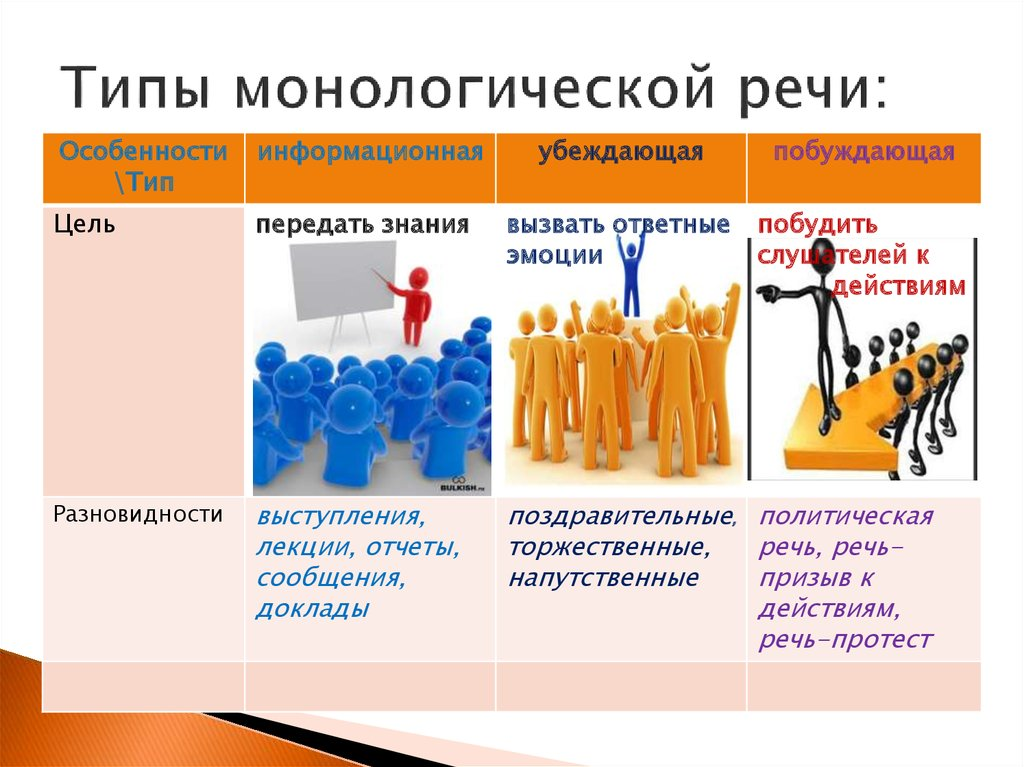 Типы монологической речи:
Особенности
\Тип
информационная
убеждающая
побуждающая
Цель
передать знания
вызвать ответные
эмоции
побудить
слушателей к
действиям
BULKISH.ru
Разновидности
выступления,
лекции, отчеты,
сообщения,
доклады
поздравительные,
торжественные,
напутственные
политическая
речь, речь-
призыв к
действиям,
речь-протест